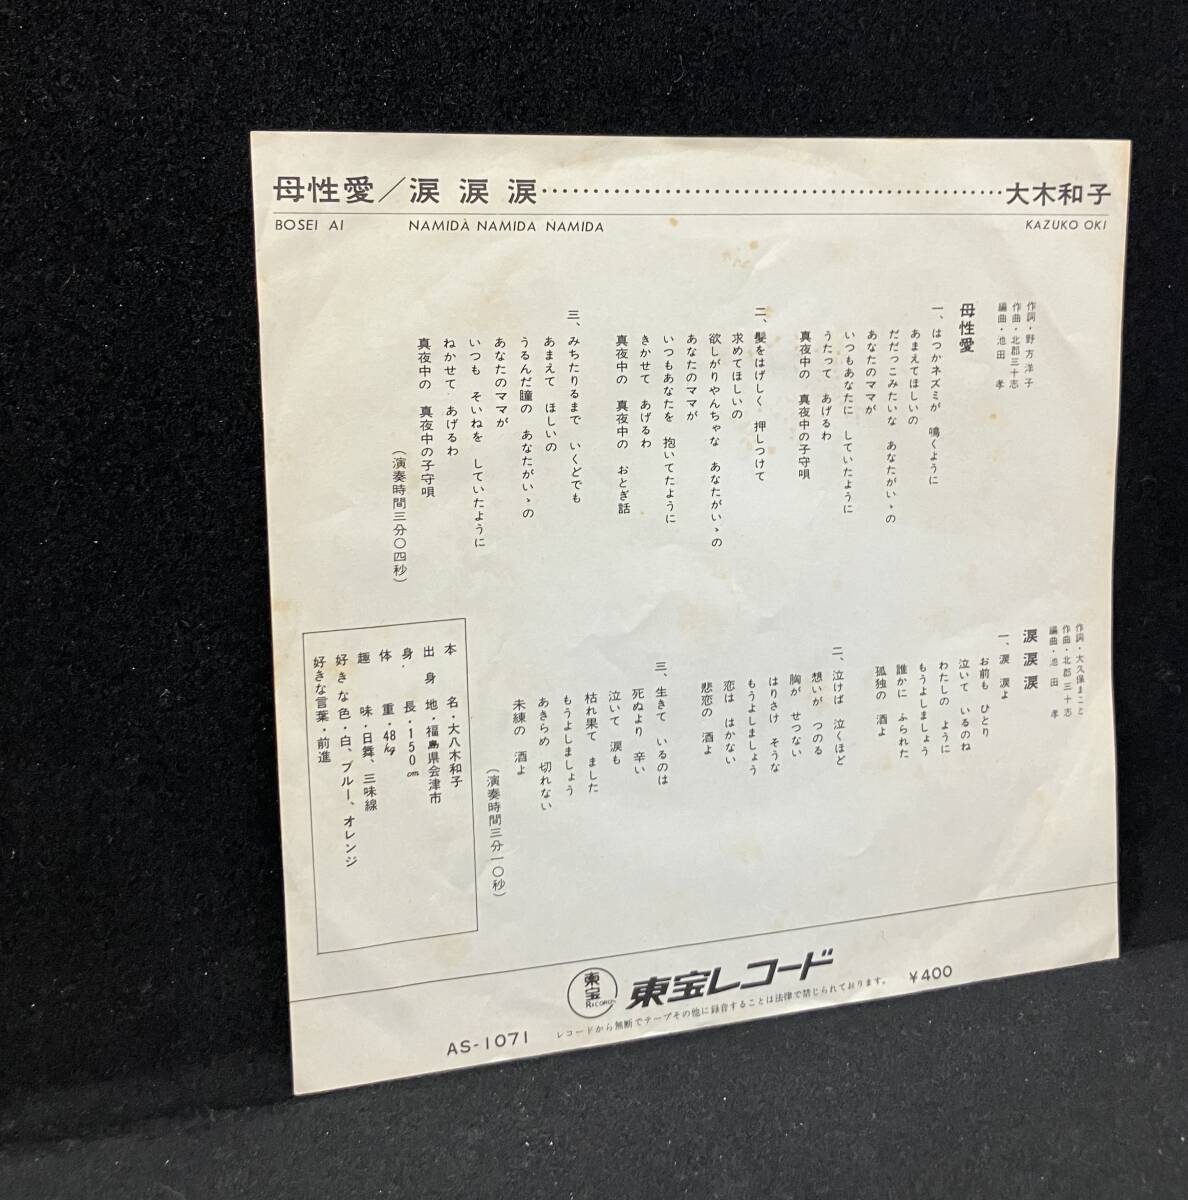 母性愛／涙 涙 涙……………………………………………大木和子
BOSEI AI NAMIDA NAMIDA NAMIDA KAZUKO OKI
作詞・野方洋子
作曲・北郡三十志
編曲・池田 孝
母性愛
一、はつかネズミが 鳴くように
あまえてほしいの
だだっこみたいな あなたがいゝの
あなたのママが
いつもあなたに していたように
うたって あげるわ
真夜中の 真夜中の子守唄
二、髪をはげしく 押しつけて
求めてほしいの
欲しがりやんちゃな あなたがいゝの
あなたのママが
いつもあなたを 抱いてたように
きかせて あげるわ
真夜中の 真夜中の おとぎ話
三、みちたりるまで いくどでも
あまえて ほしいの
うるんだ瞳の あなたがいゝの
あなたのママが
いつも そいねを していたように
ねかせて あげるわ
真夜中の 真夜中の子守唄
（演奏時間三分〇四秒）
作詞・大久保まこと
作曲・北郡三十志
編曲・池田 孝
涙涙涙
一、涙 涙よ
お前も ひとり
泣いて いるのね
わたしの ように
もうよしましょう
誰かに ふられた
孤独の 酒よ
二、泣けば 泣くほど
想いが つのる
胸が せつない
はりさけ そうな
もうよしましょう
恋は はかない
悲恋の 酒よ
三、生きて いるのは
死ぬより 辛い
泣いて 涙も
枯れ果て ました
もうよしましょう
あきらめ 切れない
未練の 酒よ
（演奏時間三分一〇秒）
本名・大八木和子
出身地・福島県会津市
身長・150cm
体重・48kg
趣味・日舞、三味線
好きな色・白、ブルー、オレンジ
好きな言葉・前進
東宝
RECORDS
東宝レコード
¥400
AS-1071
レコードから無断でテープその他に録音することは法律で禁じられております。